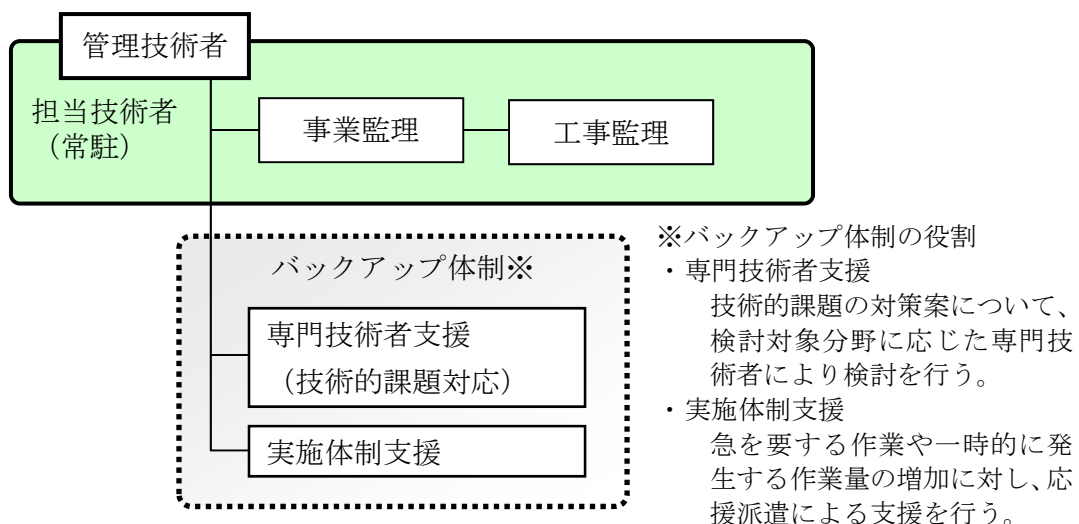 管理技術者
担当技術者
（常駐）
事業監理
工事監理
バックアップ体制※
専門技術者支援
（技術的課題対応）
実施体制支援
※バックアップ体制の役割
・専門技術者支援
技術的課題の対策案について、
検討対象分野に応じた専門技
術者により検討を行う。
・実施体制支援
急を要する作業や一時的に発
生する作業量の増加に対し、応
援派遣による支援を行う。